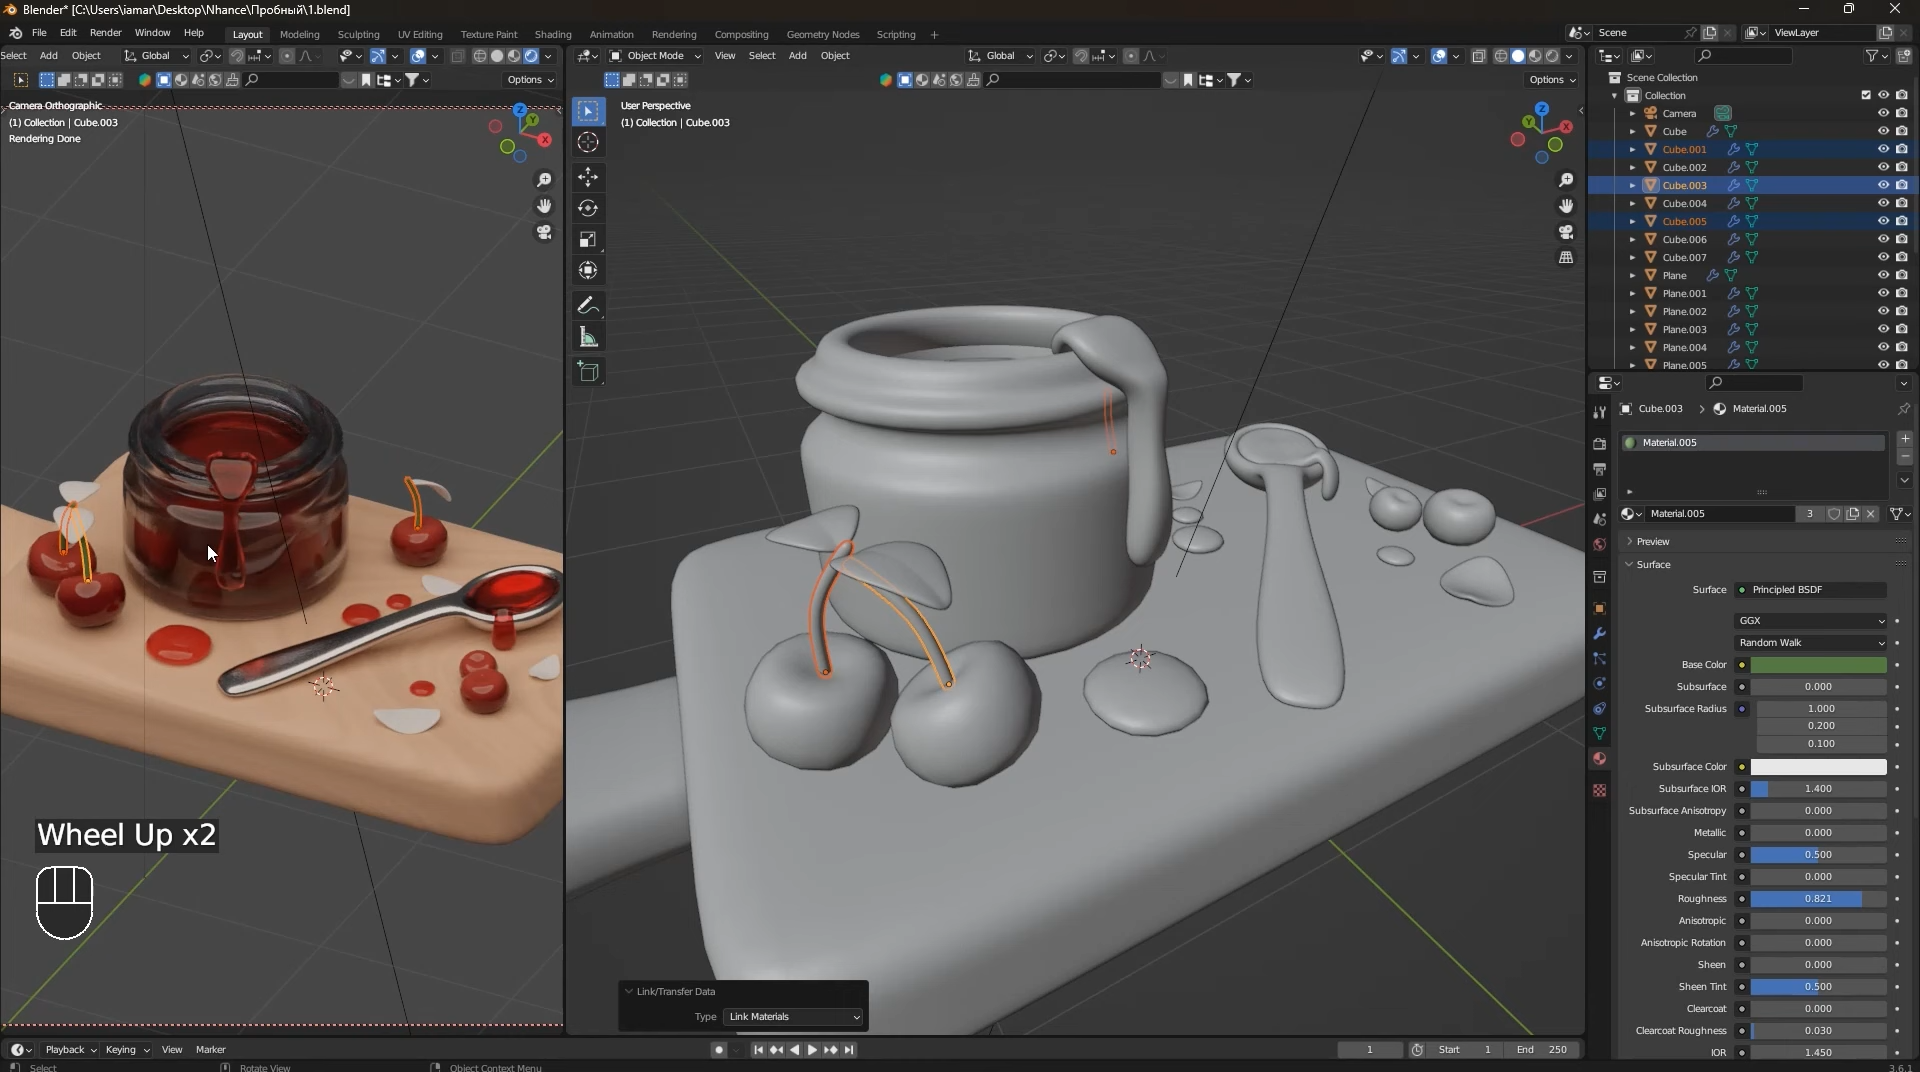 Blender* [C:\Users\iamar\Desktop\Nhance\Пробный\1.blend]
File Edit Render Window Help
Layout Modeling Sculpting UV Editing Texture Paint Shading Animation Rendering Compositing Geometry Nodes Scripting +
Scene
ViewLayer
Select Add Object
Global
Object Mode
View Select Add Object
Global
Options
Options
Camera Orthographic
(1) Collection | Cube.003
Rendering Done
User Perspective
(1) Collection | Cube.003
Z
Y
X
Z
Y
X
Scene Collection
Collection
Camera
Cube
Cube.001
Cube.002
Cube.003
Cube.004
Cube.005
Cube.006
Cube.007
Plane
Plane.001
Plane.002
Plane.003
Plane.004
Plane.005
Cube.003 > Material.005
Material.005
Material.005 3
Preview
Surface
Surface Principled BSDF
GGX
Random Walk
Base Color
Subsurface 0.000
Subsurface Radius 1.000
0.200
0.100
Subsurface Color
Subsurface IOR 1.400
Subsurface Anisotropy 0.000
Metallic 0.000
Specular 0.500
Specular Tint 0.000
Roughness 0.821
Anisotropic 0.000
Anisotropic Rotation 0.000
Sheen 0.000
Sheen Tint 0.500
Clearcoat 0.000
Clearcoat Roughness 0.030
IOR 1.450
Wheel Up x2
Link/Transfer Data
Type Link Materials
Playback Keying View Marker
1
Start 1
End 250
Select
Rotate View
Object Context Menu
3.6.1